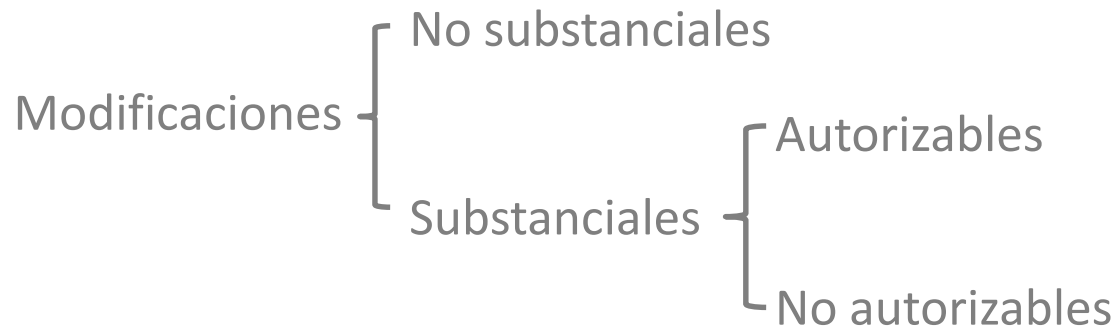 No substanciales
Modificaciones
Autorizables
Substanciales
No autorizables